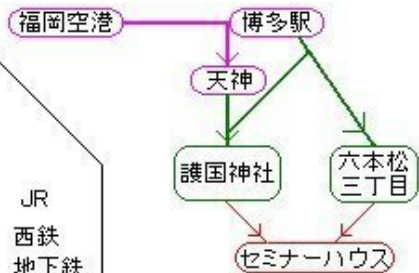 福岡空港
博多駅
天神
護国神社
六本松
三丁目
JR
西鉄
地下鉄
セミナーハウス